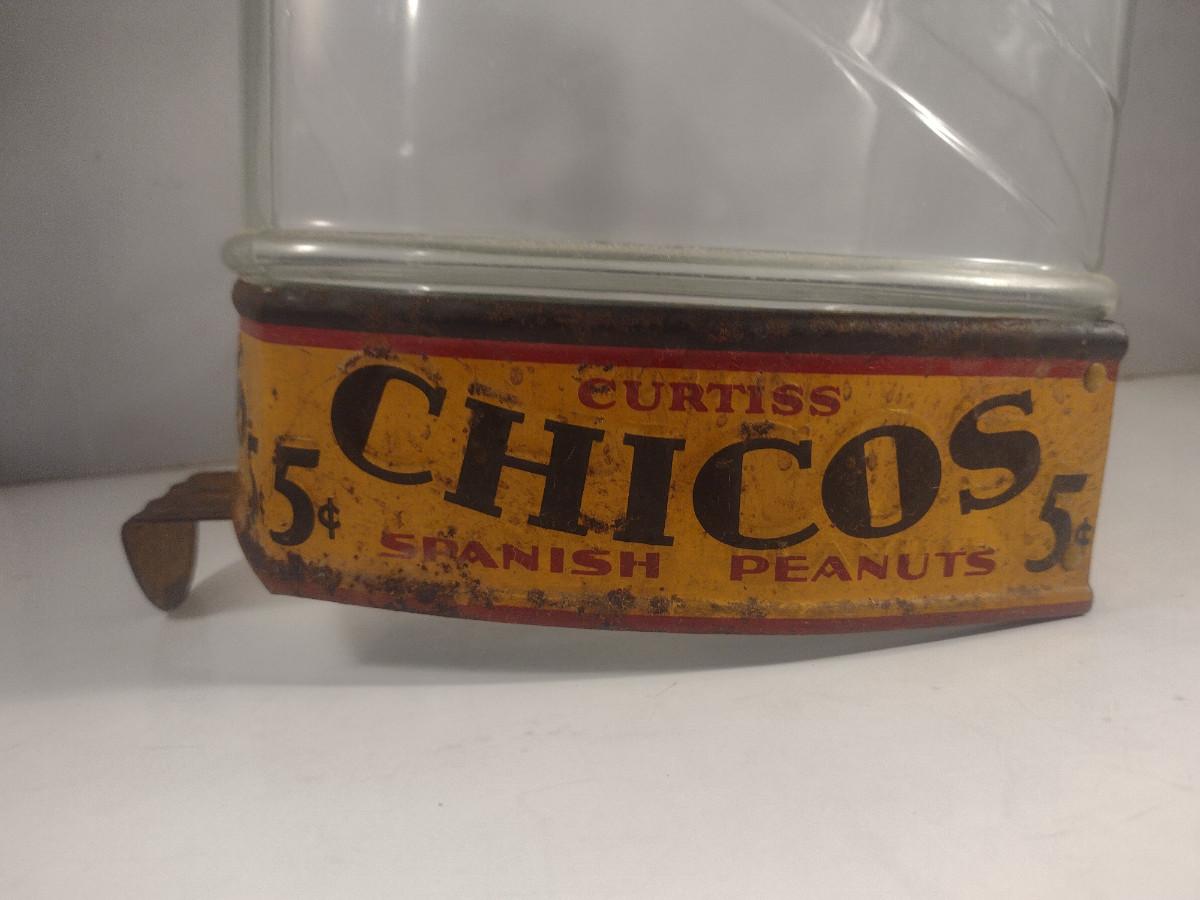 CURTISS
CHICOS
5¢ 5¢
SPANISH PEANUTS